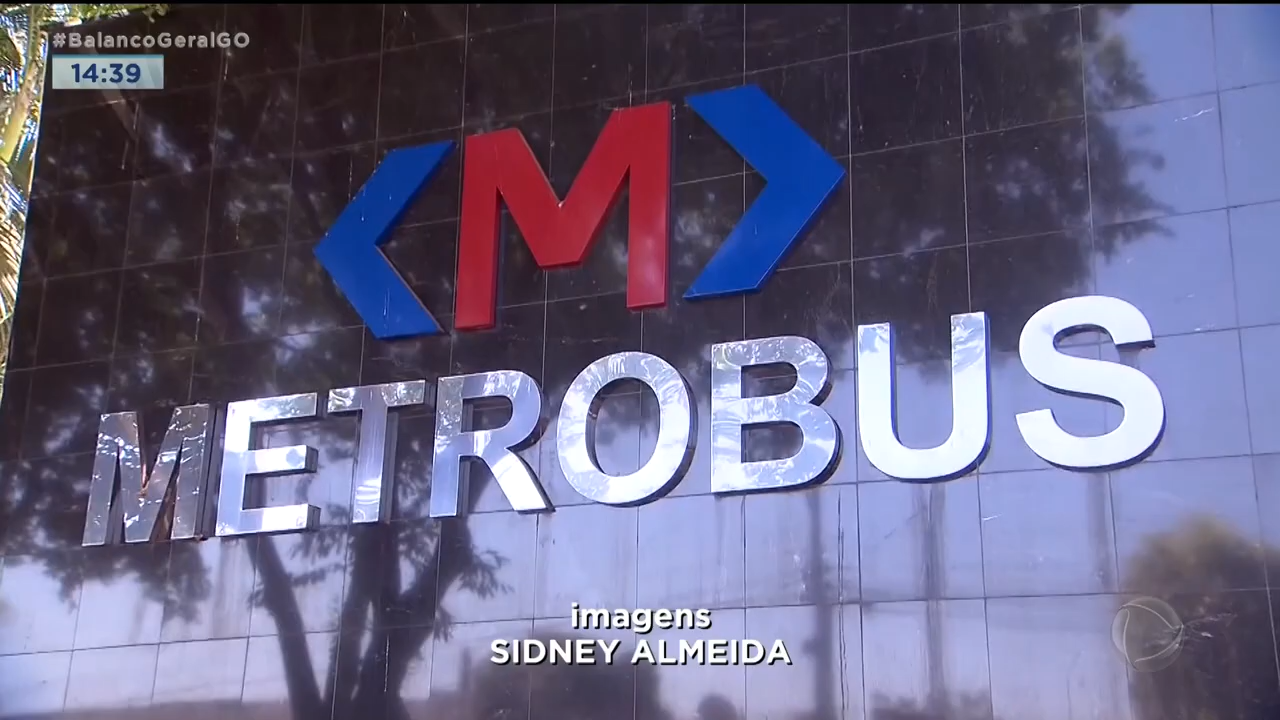 #BalancoGeralGO
14:39
M
METROBUS
imagens
SIDNEY ALMEIDA